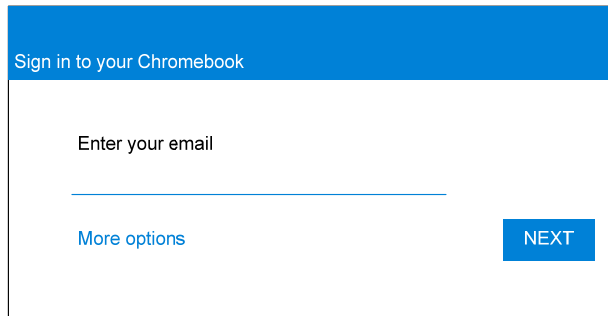 Sign in to your Chromebook
Enter your email
More options
NEXT